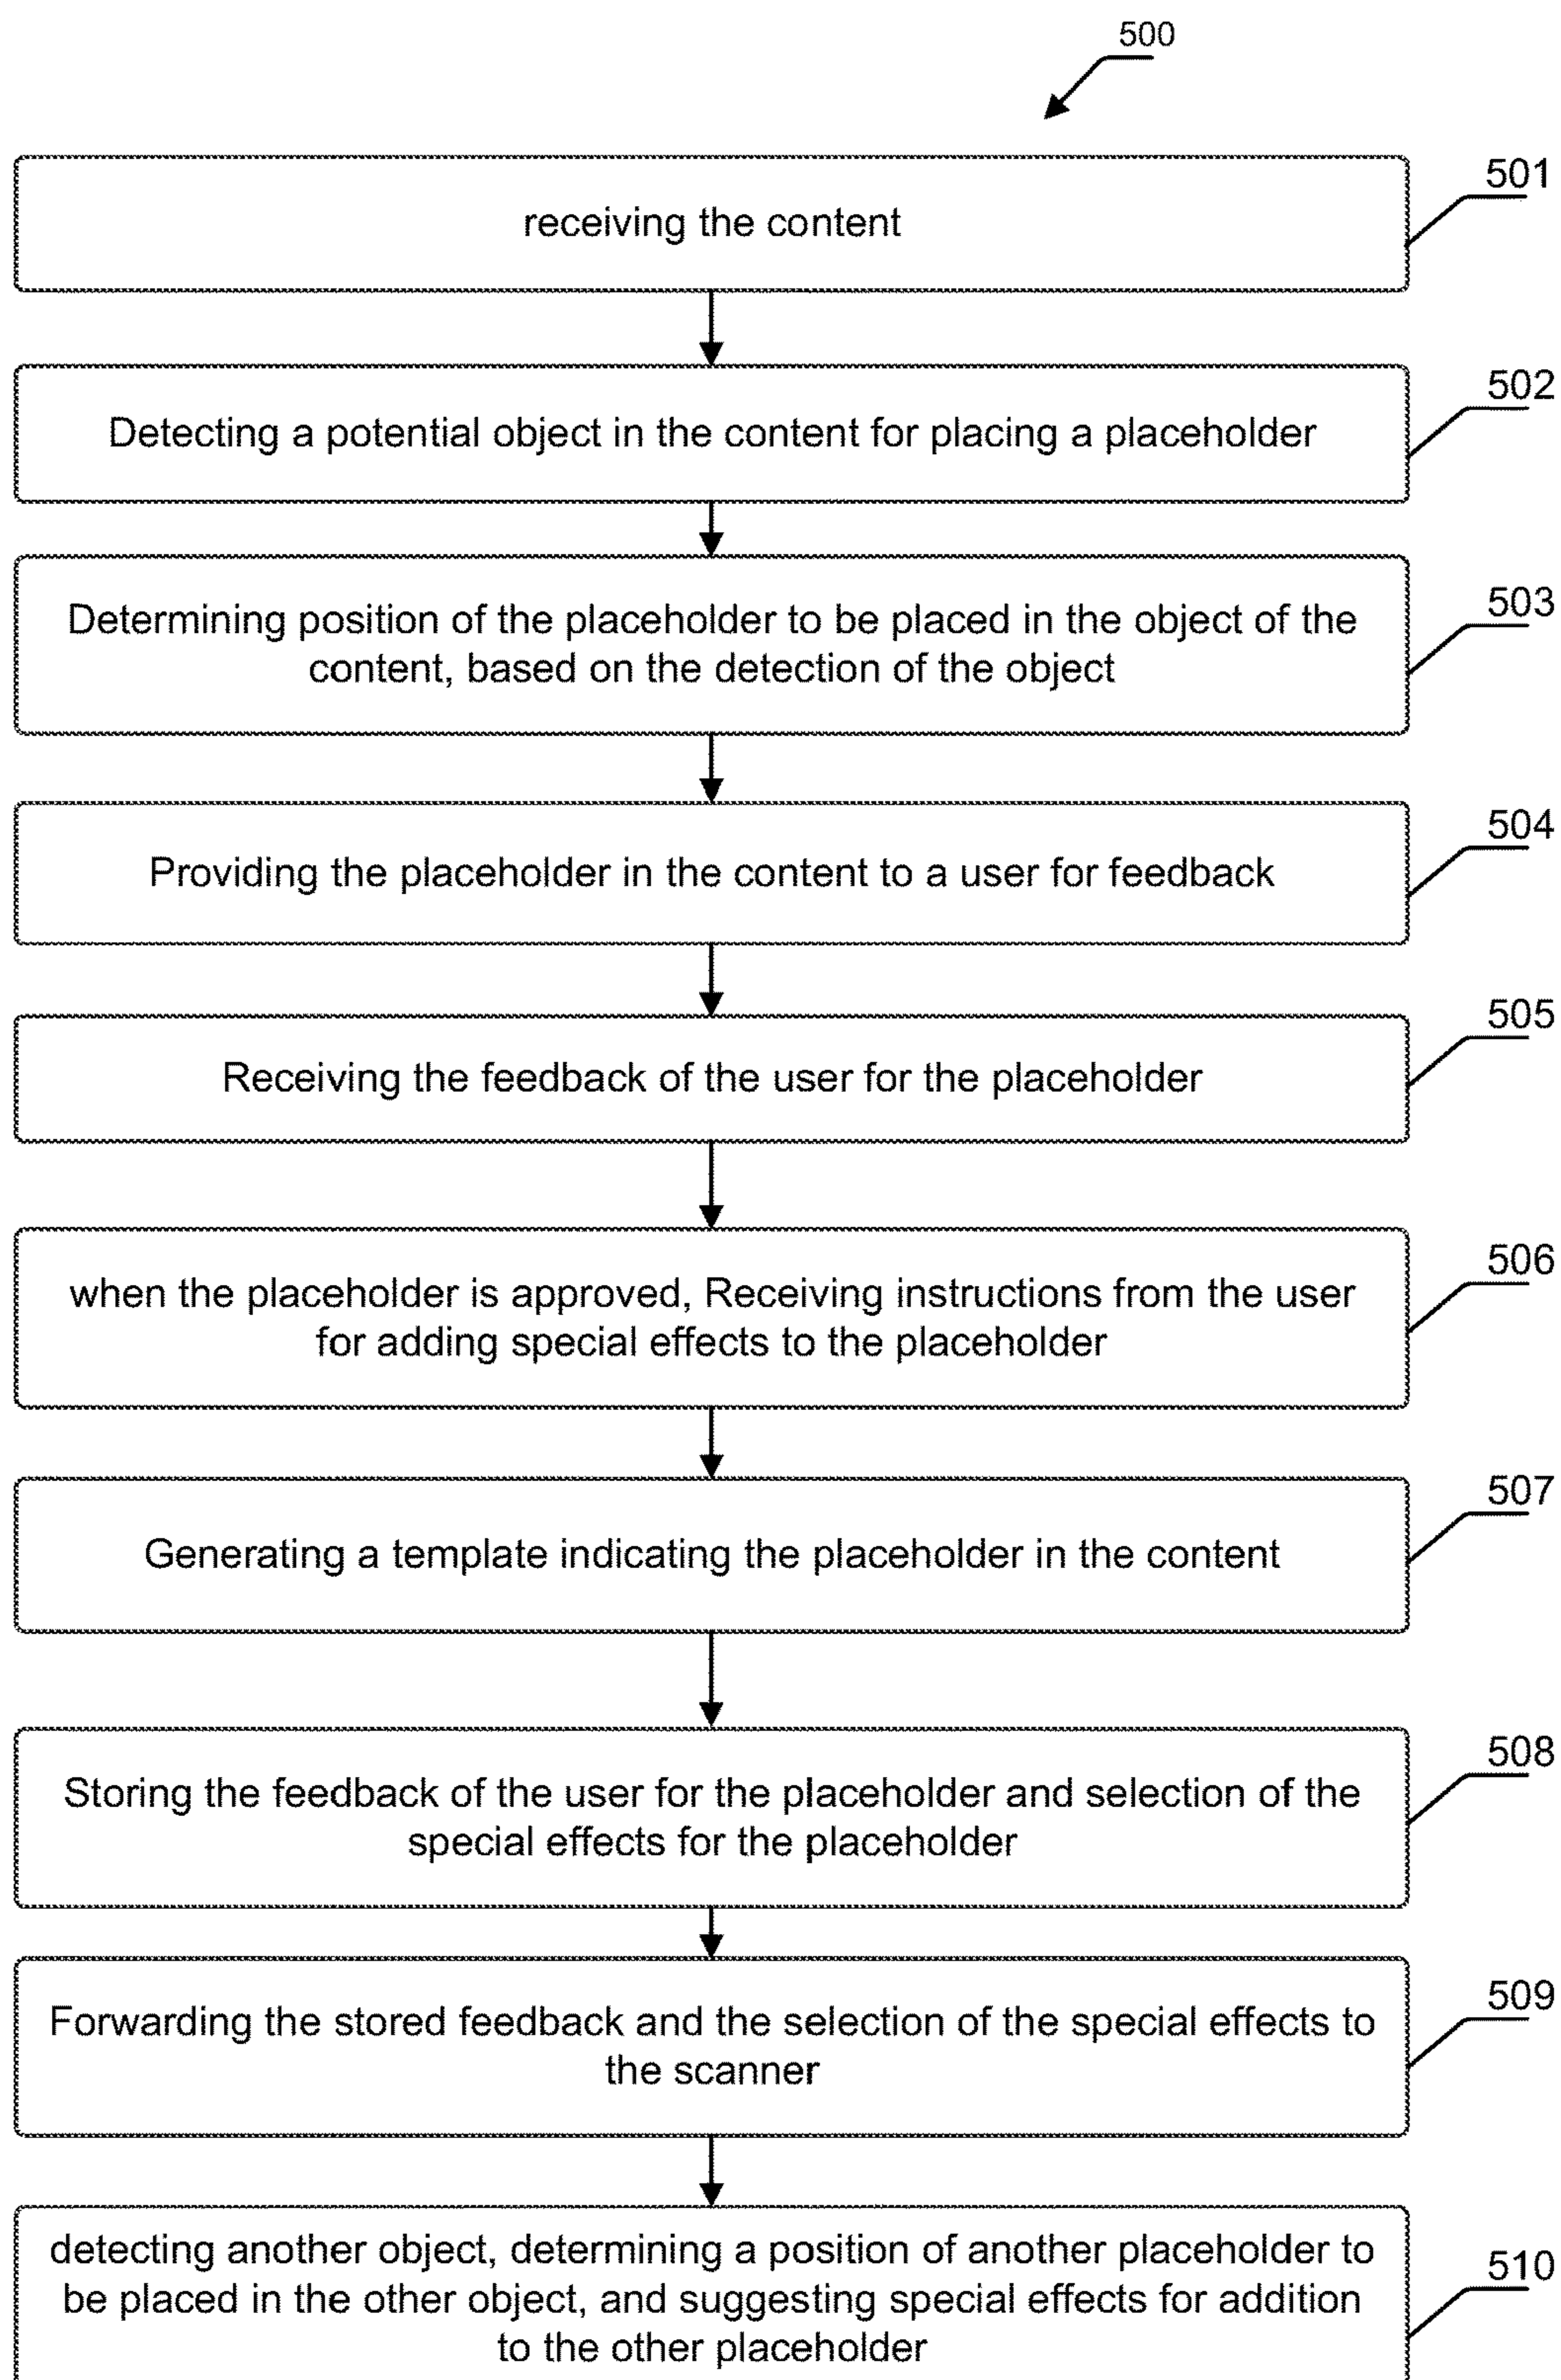 500
501
receiving the content
502
Detecting a potential object in the content for placing a placeholder
503
Determining position of the placeholder to be placed in the object of the
content, based on the detection of the object
504
Providing the placeholder in the content to a user for feedback
505
Receiving the feedback of the user for the placeholder
506
when the placeholder is approved, Receiving instructions from the user
for adding special effects to the placeholder
507
Generating a template indicating the placeholder in the content
508
Storing the feedback of the user for the placeholder and selection of the
special effects for the placeholder
509
Forwarding the stored feedback and the selection of the special effects to
the scanner
510
detecting another object, determining a position of another placeholder to
be placed in the other object, and suggesting special effects for addition
to the other placeholder